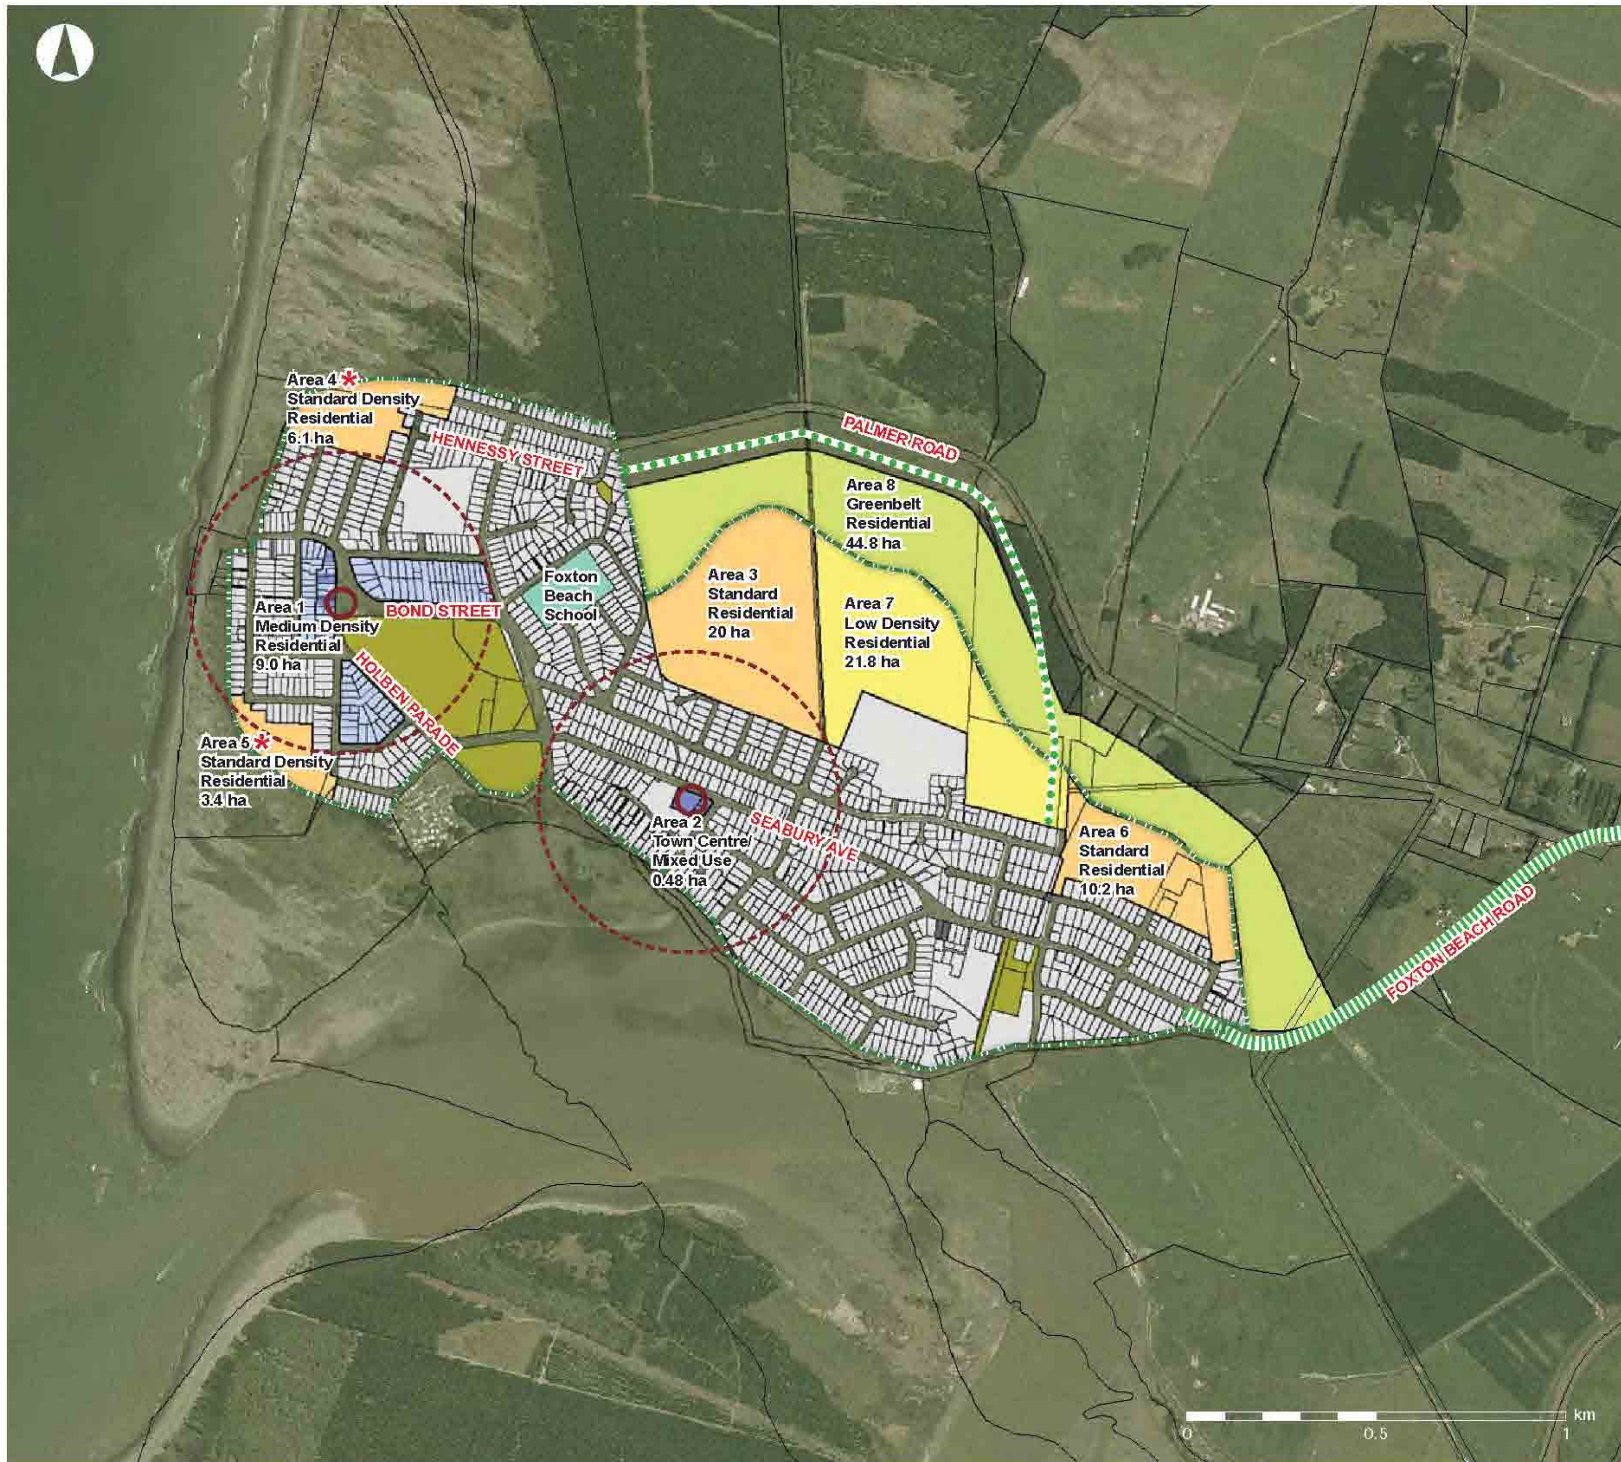 PALMER ROAD
Area 4 *
Standard Density
Residential
6.1 ha
HENNESSY STREET
Area 8
Greenbelt
Residential
44.8 ha
Foxton
Beach
School
Area 3
Standard
Residential
20 ha
Area 7
Low Density
Residential
21.8 ha
Area 1
Medium Density
Residential
9.0 ha
BOND STREET
HOLBEN PARADE
Area 5 *
Standard Density
Residential
3.4 ha
Area 2
Town Centre/
Mixed Use
0.48 ha
SEABURY AVE
Area 6
Standard
Residential
10.2 ha
FOXTON BEACH ROAD
km
0 0.5 1